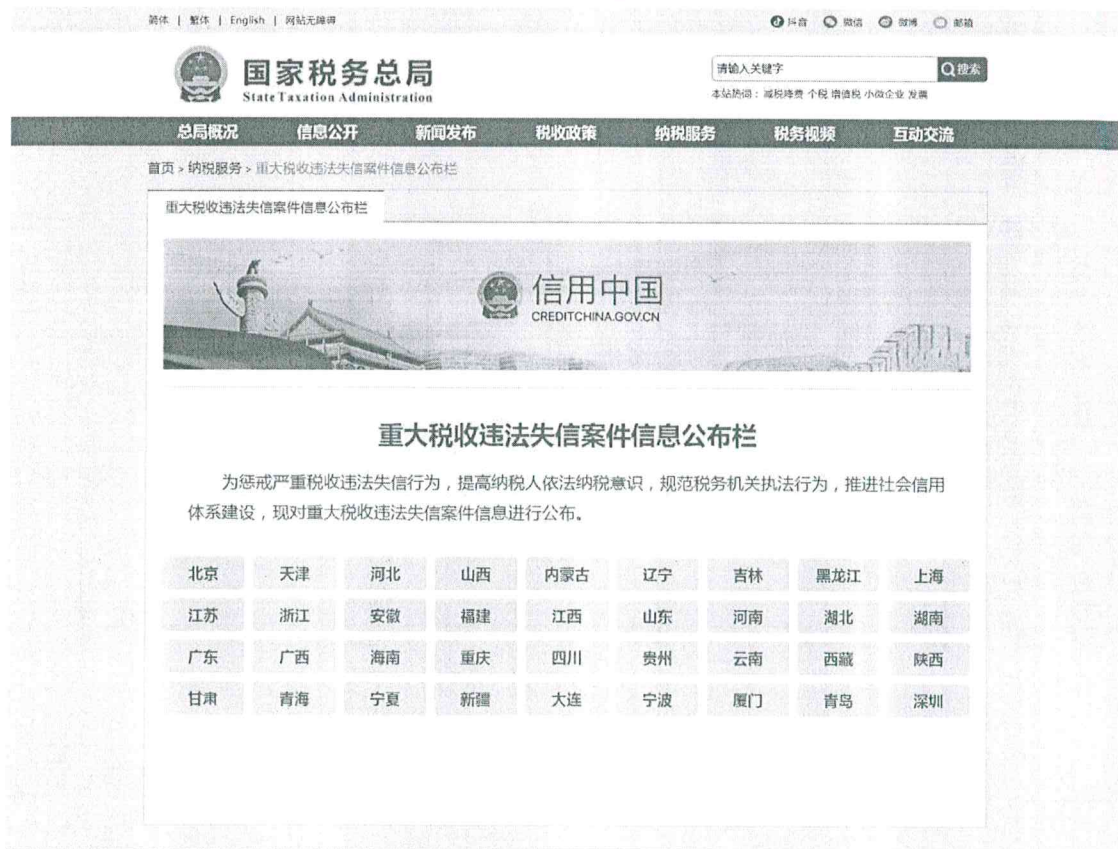 简体 | 繁体 | English | 网站无障碍
抖音 微信 微博 邮箱
国家税务总局
State Taxation Administration
请输入关键字
搜索
本站热词： 减税降费 个税 增值税 小微企业 发票
总局概况 信息公开 新闻发布 税收政策 纳税服务 税务视频 互动交流
首页 > 纳税服务 > 重大税收违法失信案件信息公布栏
重大税收违法失信案件信息公布栏
信用中国
CREDITCHINA.GOV.CN
重大税收违法失信案件信息公布栏
为惩戒严重税收违法失信行为，提高纳税人依法纳税意识，规范税务机关执法行为，推进社会信用
体系建设，现对重大税收违法失信案件信息进行公布。
北京 天津 河北 山西 内蒙古 辽宁 吉林 黑龙江 上海
江苏 浙江 安徽 福建 江西 山东 河南 湖北 湖南
广东 广西 海南 重庆 四川 贵州 云南 西藏 陕西
甘肃 青海 宁夏 新疆 大连 宁波 厦门 青岛 深圳